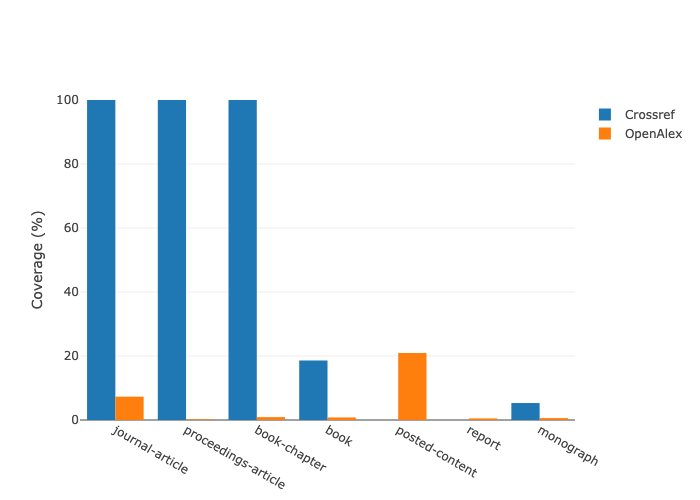 100
80
60
40
20
0
Coverage (%)
journal-article
proceedings-article
book-chapter
book
posted-content
report
monograph
Crossref
OpenAlex